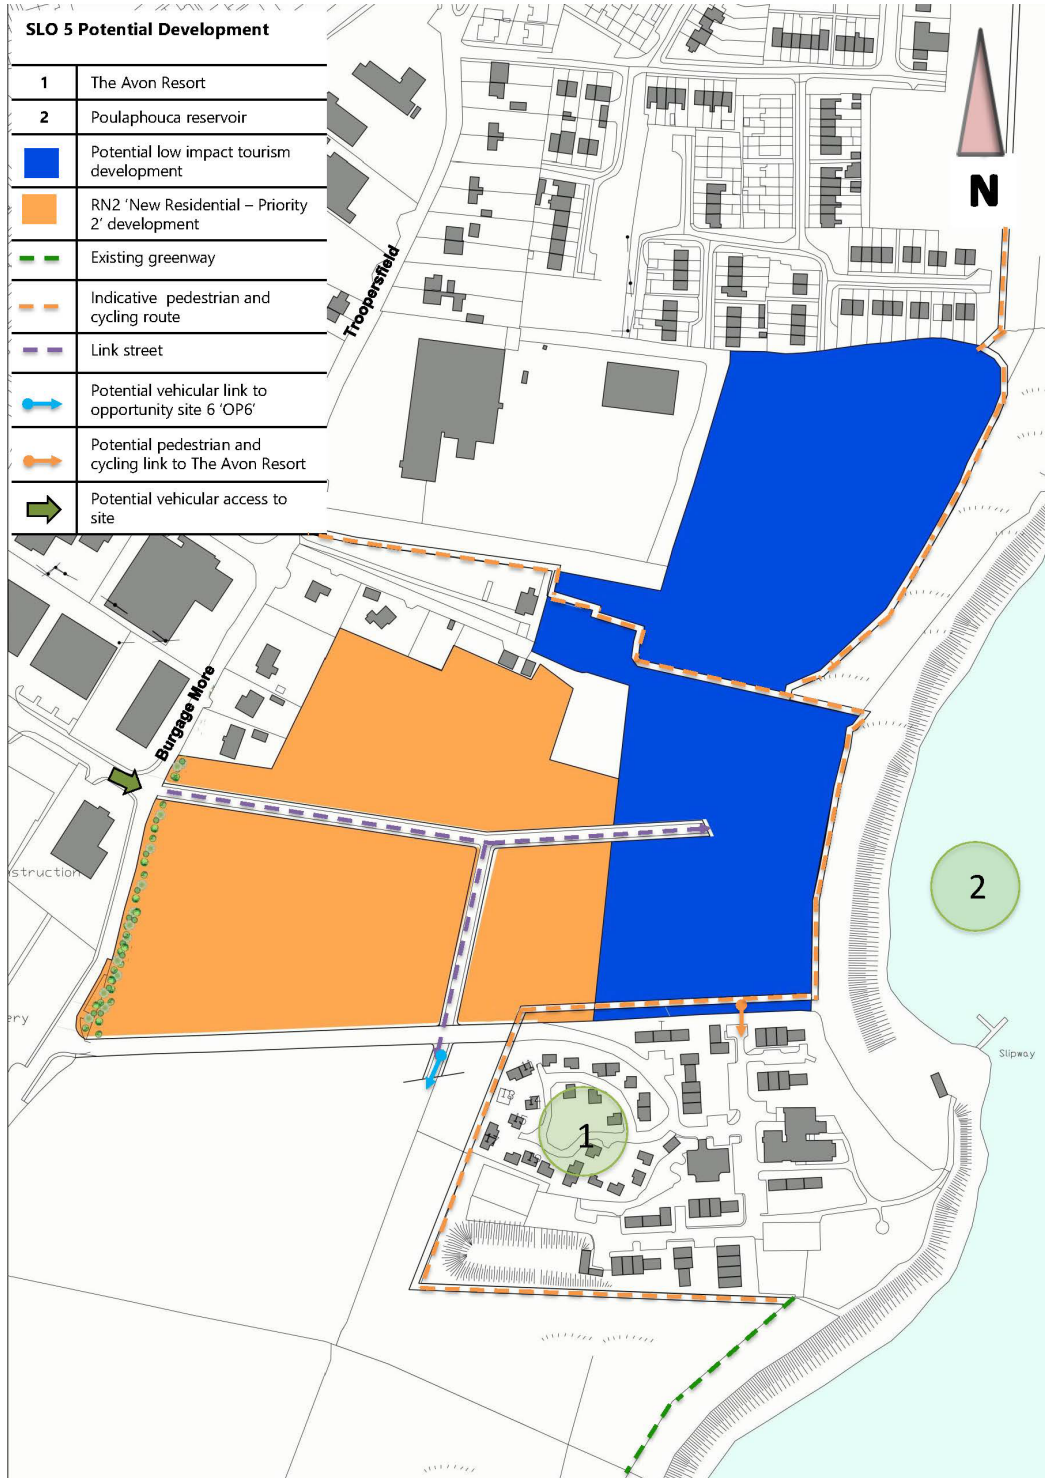 SLO 5 Potential Development
1 The Avon Resort
2 Poulaphouca reservoir
Potential low impact tourism
development
RN2 ‘New Residential – Priority
2’ development
Existing greenway
Indicative pedestrian and
cycling route
Link street
Potential vehicular link to
opportunity site 6 ‘OP6’
Potential pedestrian and
cycling link to The Avon Resort
Potential vehicular access to
site
N
Troopersfield
Burgage More
struction
ery
2
Slipway
1